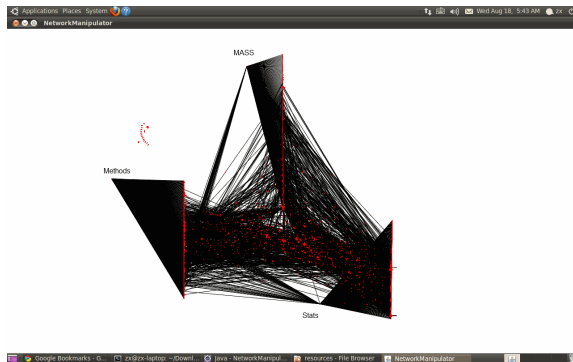 Applications Places System Wed Aug 18, 5:43 AM zx
NetworkManipulator
MASS
Methods
Stats
Google Bookmarks - G... zx@zx-laptop: ~/Downl... Java - NetworkManipul... resources - File Browser NetworkManipulator